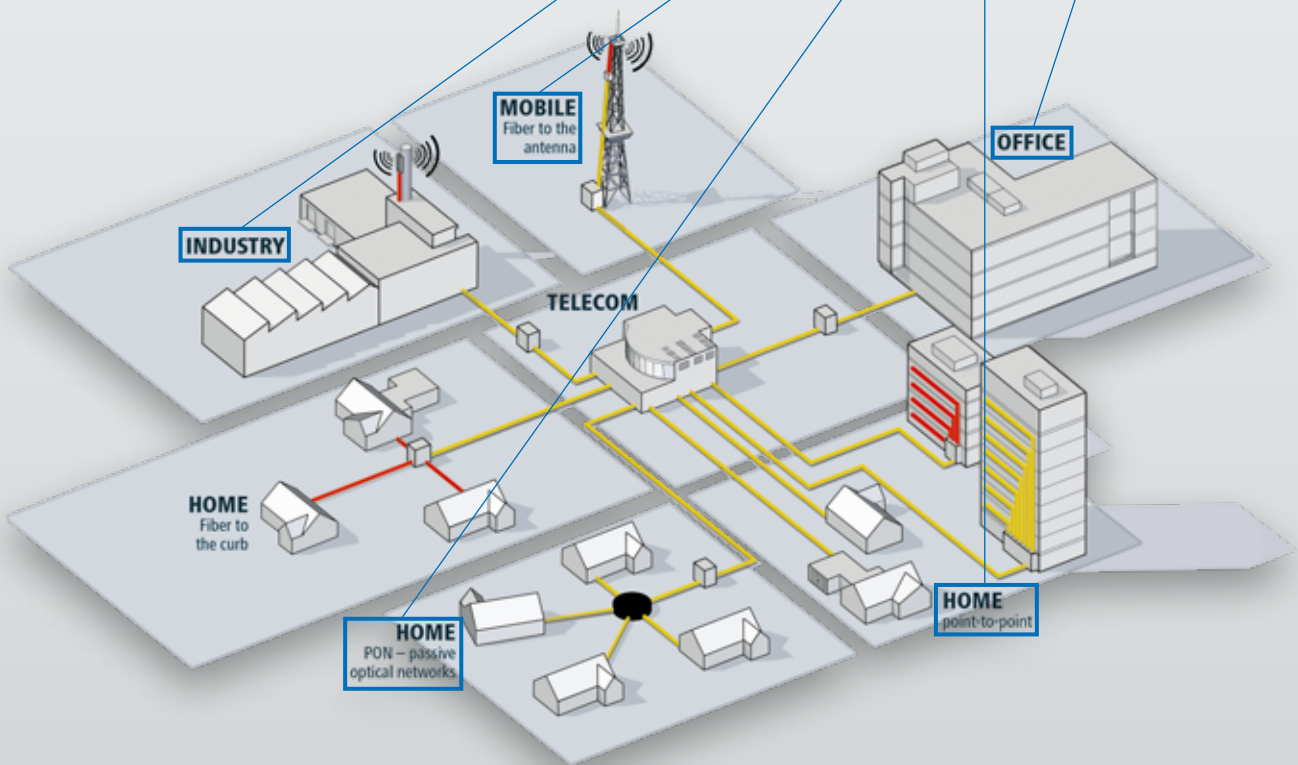 MOBILE
Fiber to the
antenna
OFFICE
INDUSTRY
TELECOM
HOME
Fiber to
the curb
HOME
point-to-point
HOME
PON – passive
optical networks